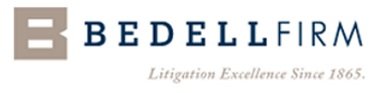 B BEDELLFIRM
Litigation Excellence Since 1865.